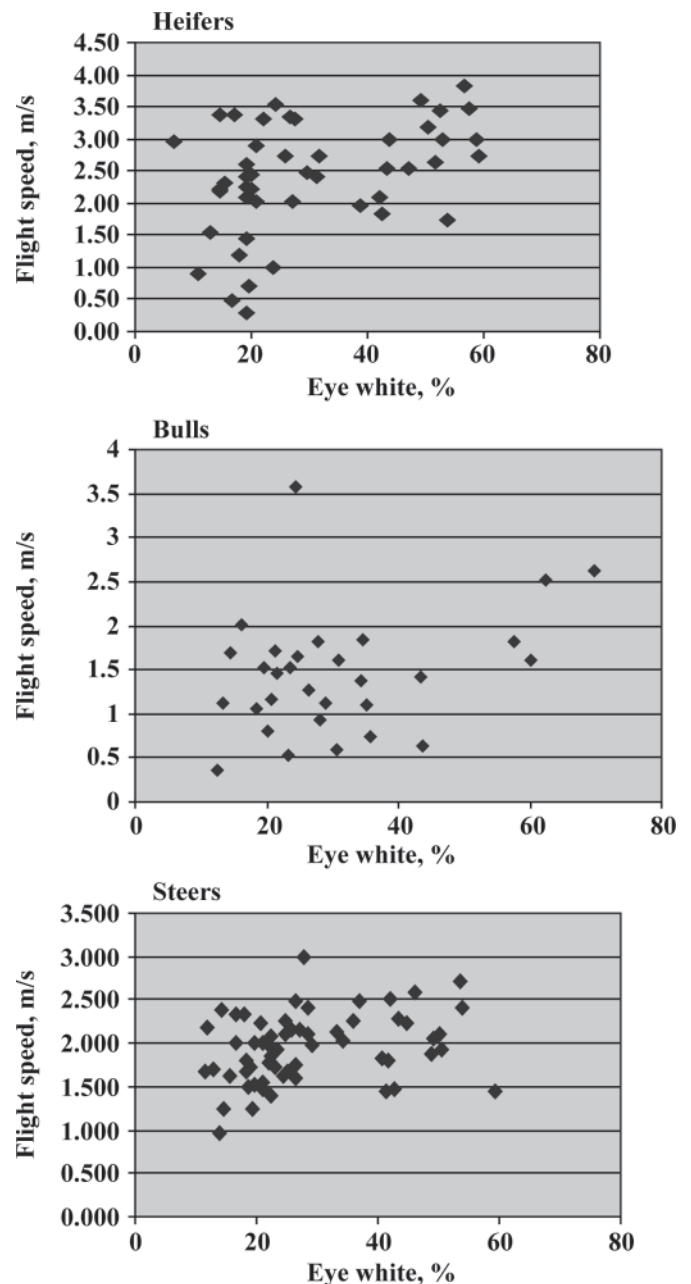 Heifers
4.50
4.00
3.50
3.00
2.50
2.00
1.50
1.00
0.50
0.00
Flight speed, m/s
0 20 40 60 80
Eye white, %
Bulls
4
3.5
3
2.5
2
1.5
1
0.5
0
Flight speed, m/s
0 20 40 60 80
Eye white, %
Steers
3.500
3.000
2.500
2.000
1.500
1.000
0.500
0.000
Flight speed, m/s
0 20 40 60 80
Eye white, %